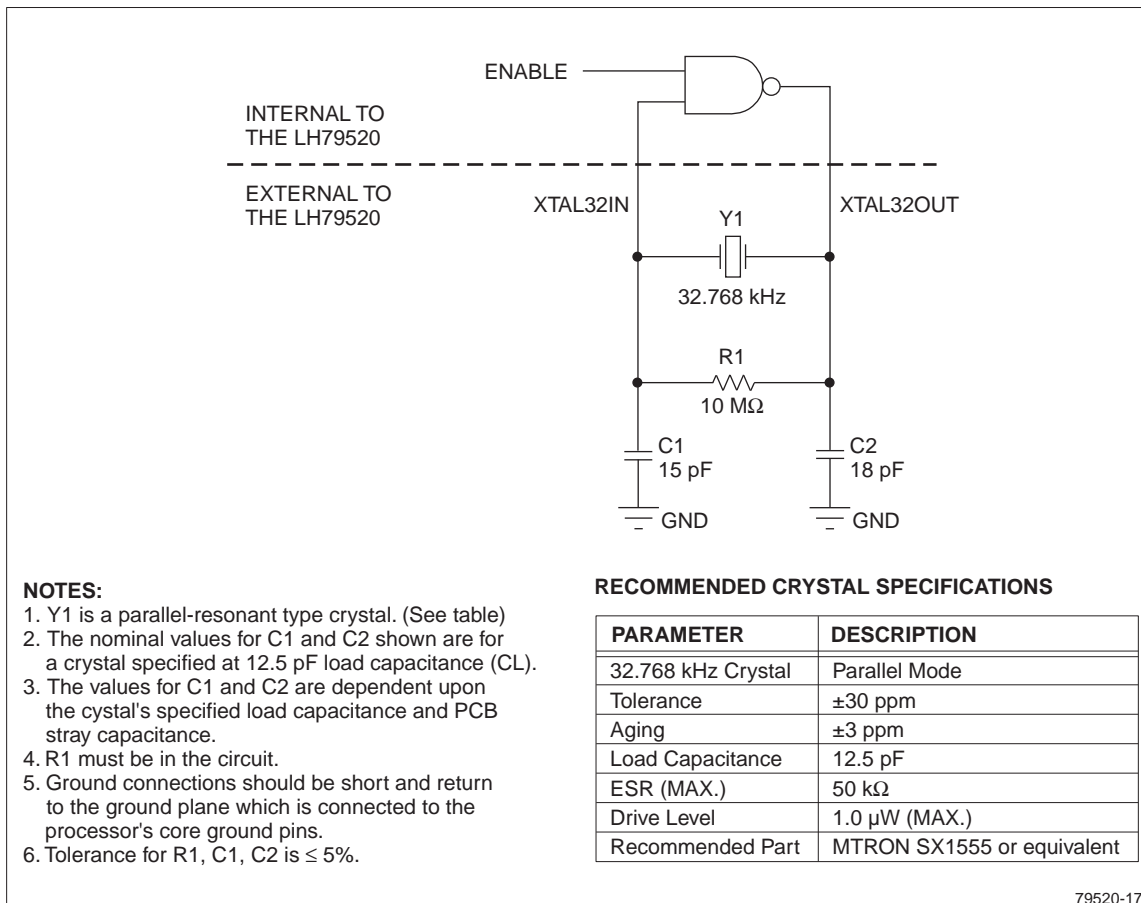 ENABLE
INTERNAL TO
THE LH79520
EXTERNAL TO
THE LH79520
XTAL32IN
XTAL32OUT
Y1
32.768 kHz
R1
10 MΩ
C1
15 pF
C2
18 pF
GND
GND
NOTES:
1. Y1 is a parallel-resonant type crystal. (See table)
2. The nominal values for C1 and C2 shown are for
a crystal specified at 12.5 pF load capacitance (CL).
3. The values for C1 and C2 are dependent upon
the cystal's specified load capacitance and PCB
stray capacitance.
4. R1 must be in the circuit.
5. Ground connections should be short and return
to the ground plane which is connected to the
processor's core ground pins.
6. Tolerance for R1, C1, C2 is ≤ 5%.
RECOMMENDED CRYSTAL SPECIFICATIONS
PARAMETER DESCRIPTION
32.768 kHz Crystal Parallel Mode
Tolerance ±30 ppm
Aging ±3 ppm
Load Capacitance 12.5 pF
ESR (MAX.) 50 kΩ
Drive Level 1.0 µW (MAX.)
Recommended Part MTRON SX1555 or equivalent
79520-17